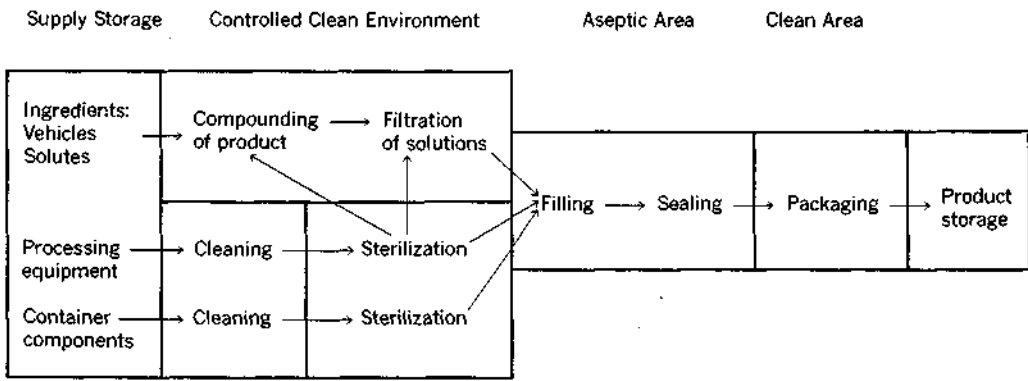 Supply Storage
Controlled Clean Environment
Aseptic Area
Clean Area
Ingredients:
Vehicles
Solutes
Compounding
of product
Filtration
of solutions
Filling
Sealing
Packaging
Product
storage
Processing
equipment
Cleaning
Sterilization
Container
components
Cleaning
Sterilization